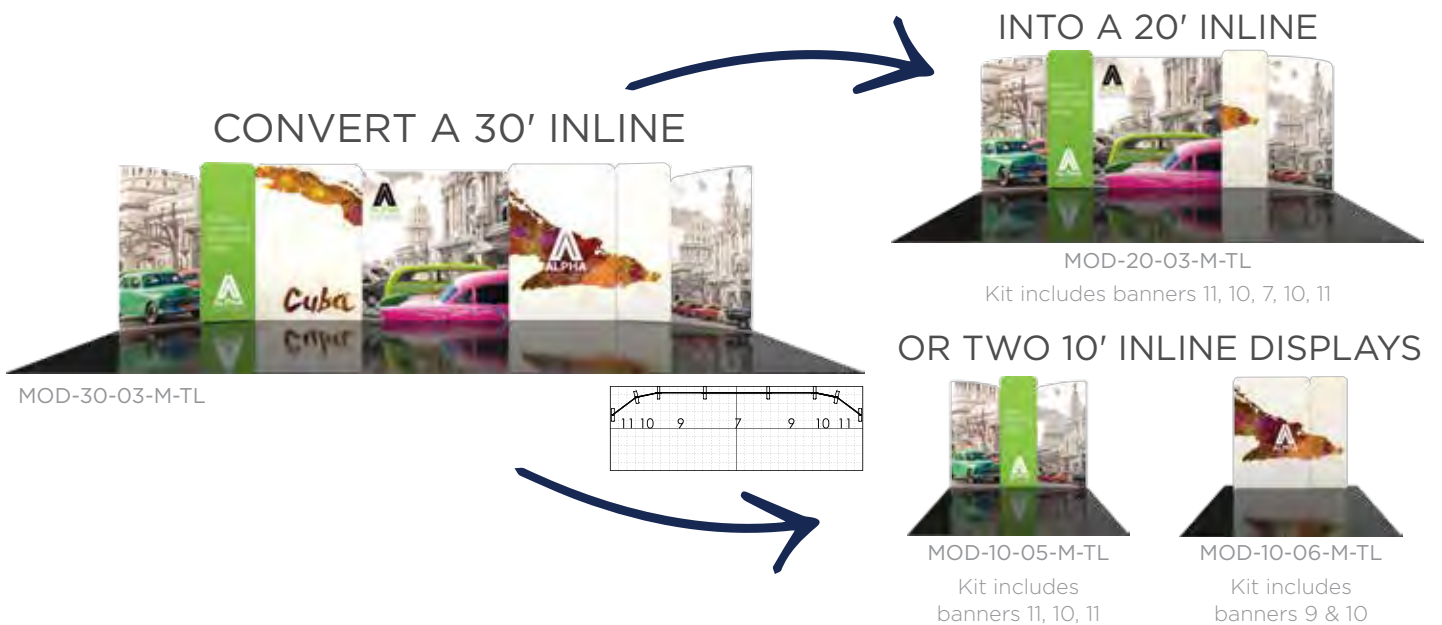 CONVERT A 30' INLINE
Cuba
ALPHA
MOD-30-03-M-TL
11 10 9 7 9 10 11
INTO A 20' INLINE
MOD-20-03-M-TL
Kit includes banners 11, 10, 7, 10, 11
OR TWO 10' INLINE DISPLAYS
MOD-10-05-M-TL
Kit includes
banners 11, 10, 11
MOD-10-06-M-TL
Kit includes
banners 9 & 10